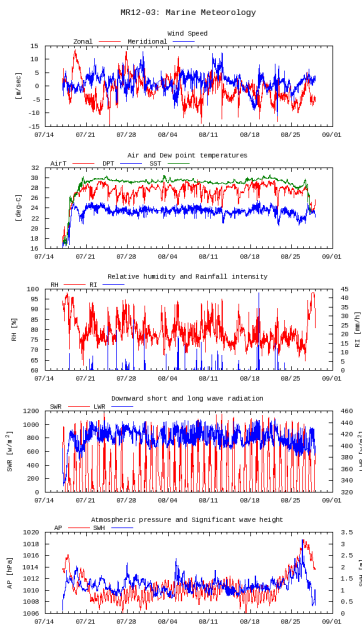 MR12-03: Marine Meteorology
Wind Speed
Zonal Meridional
15
10
5
0
-5
-10
-15
[m/sec]
07/14 07/21 07/28 08/04 08/11 08/18 08/25 09/01
Air and Dew point temperatures
AirT DPT SST
32
30
28
26
24
22
20
18
16
[deg-C]
07/14 07/21 07/28 08/04 08/11 08/18 08/25 09/01
Relative humidity and Rainfall intensity
RH RI
100
95
90
85
80
75
70
65
60
RH [%]
45
40
35
30
25
20
15
10
5
0
RI [mm/h]
07/14 07/21 07/28 08/04 08/11 08/18 08/25 09/01
Downward short and long wave radiation
SWR LWR
1200
1000
800
600
400
200
0
SWR [w/m2]
460
440
420
400
380
360
340
320
LWR [w/m2]
07/14 07/21 07/28 08/04 08/11 08/18 08/25 09/01
Atmospheric pressure and Significant wave height
AP SWH
1020
1018
1016
1014
1012
1010
1008
1006
AP [hPa]
3.5
3
2.5
2
1.5
1
0.5
0
SWH [m]
07/14 07/21 07/28 08/04 08/11 08/18 08/25 09/01